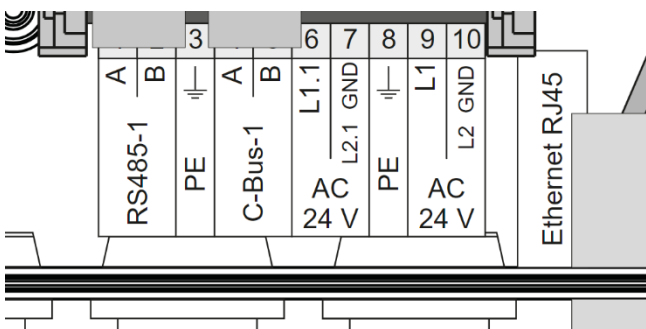 3 6 7 8 9 10
A B A B L1.1 L2.1 GND L1 L2 GND
RS485-1
PE
C-Bus-1
AC
24 V
PE
AC
24 V
Ethernet RJ45